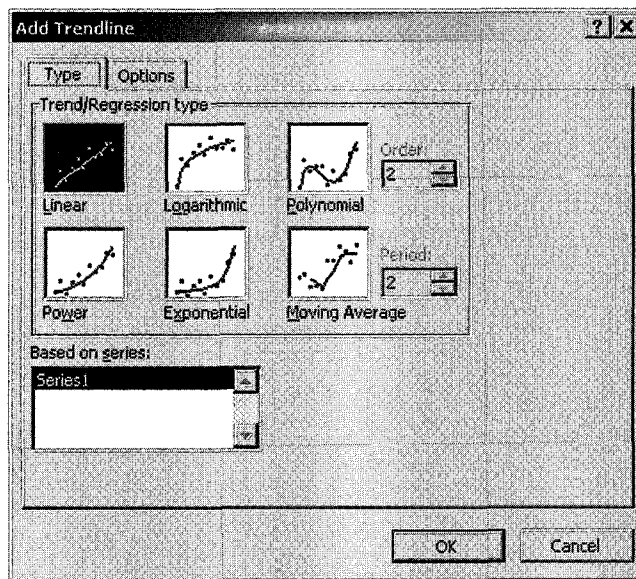 Add Trendline ? X
Type Options
Trend/Regression type
Linear Logarithmic Polynomial Order: 2
Power Exponential Moving Average Period: 2
Based on series:
Series1
OK Cancel